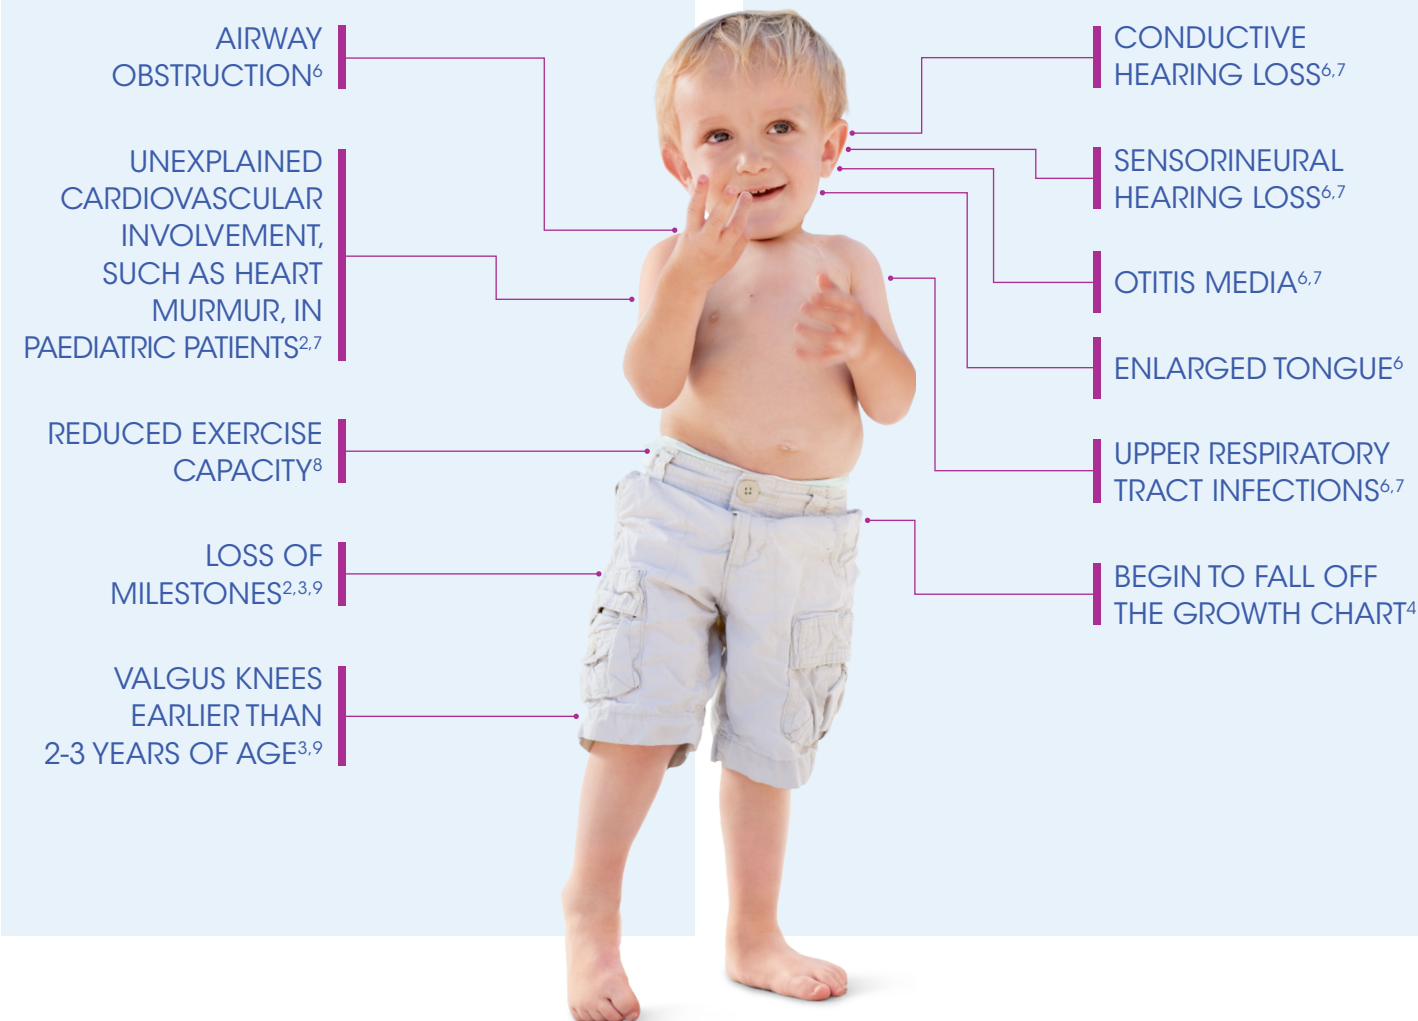 AIRWAY
OBSTRUCTION⁶
UNEXPLAINED
CARDIOVASCULAR
INVOLVEMENT,
SUCH AS HEART
MURMUR, IN
PAEDIATRIC PATIENTS²,⁷
REDUCED EXERCISE
CAPACITY⁸
LOSS OF
MILESTONES²,³,⁹
VALGUS KNEES
EARLIER THAN
2-3 YEARS OF AGE³,⁹
CONDUCTIVE
HEARING LOSS⁶,⁷
SENSORINEURAL
HEARING LOSS⁶,⁷
OTITIS MEDIA⁶,⁷
ENLARGED TONGUE⁶
UPPER RESPIRATORY
TRACT INFECTIONS⁶,⁷
BEGIN TO FALL OFF
THE GROWTH CHART⁴